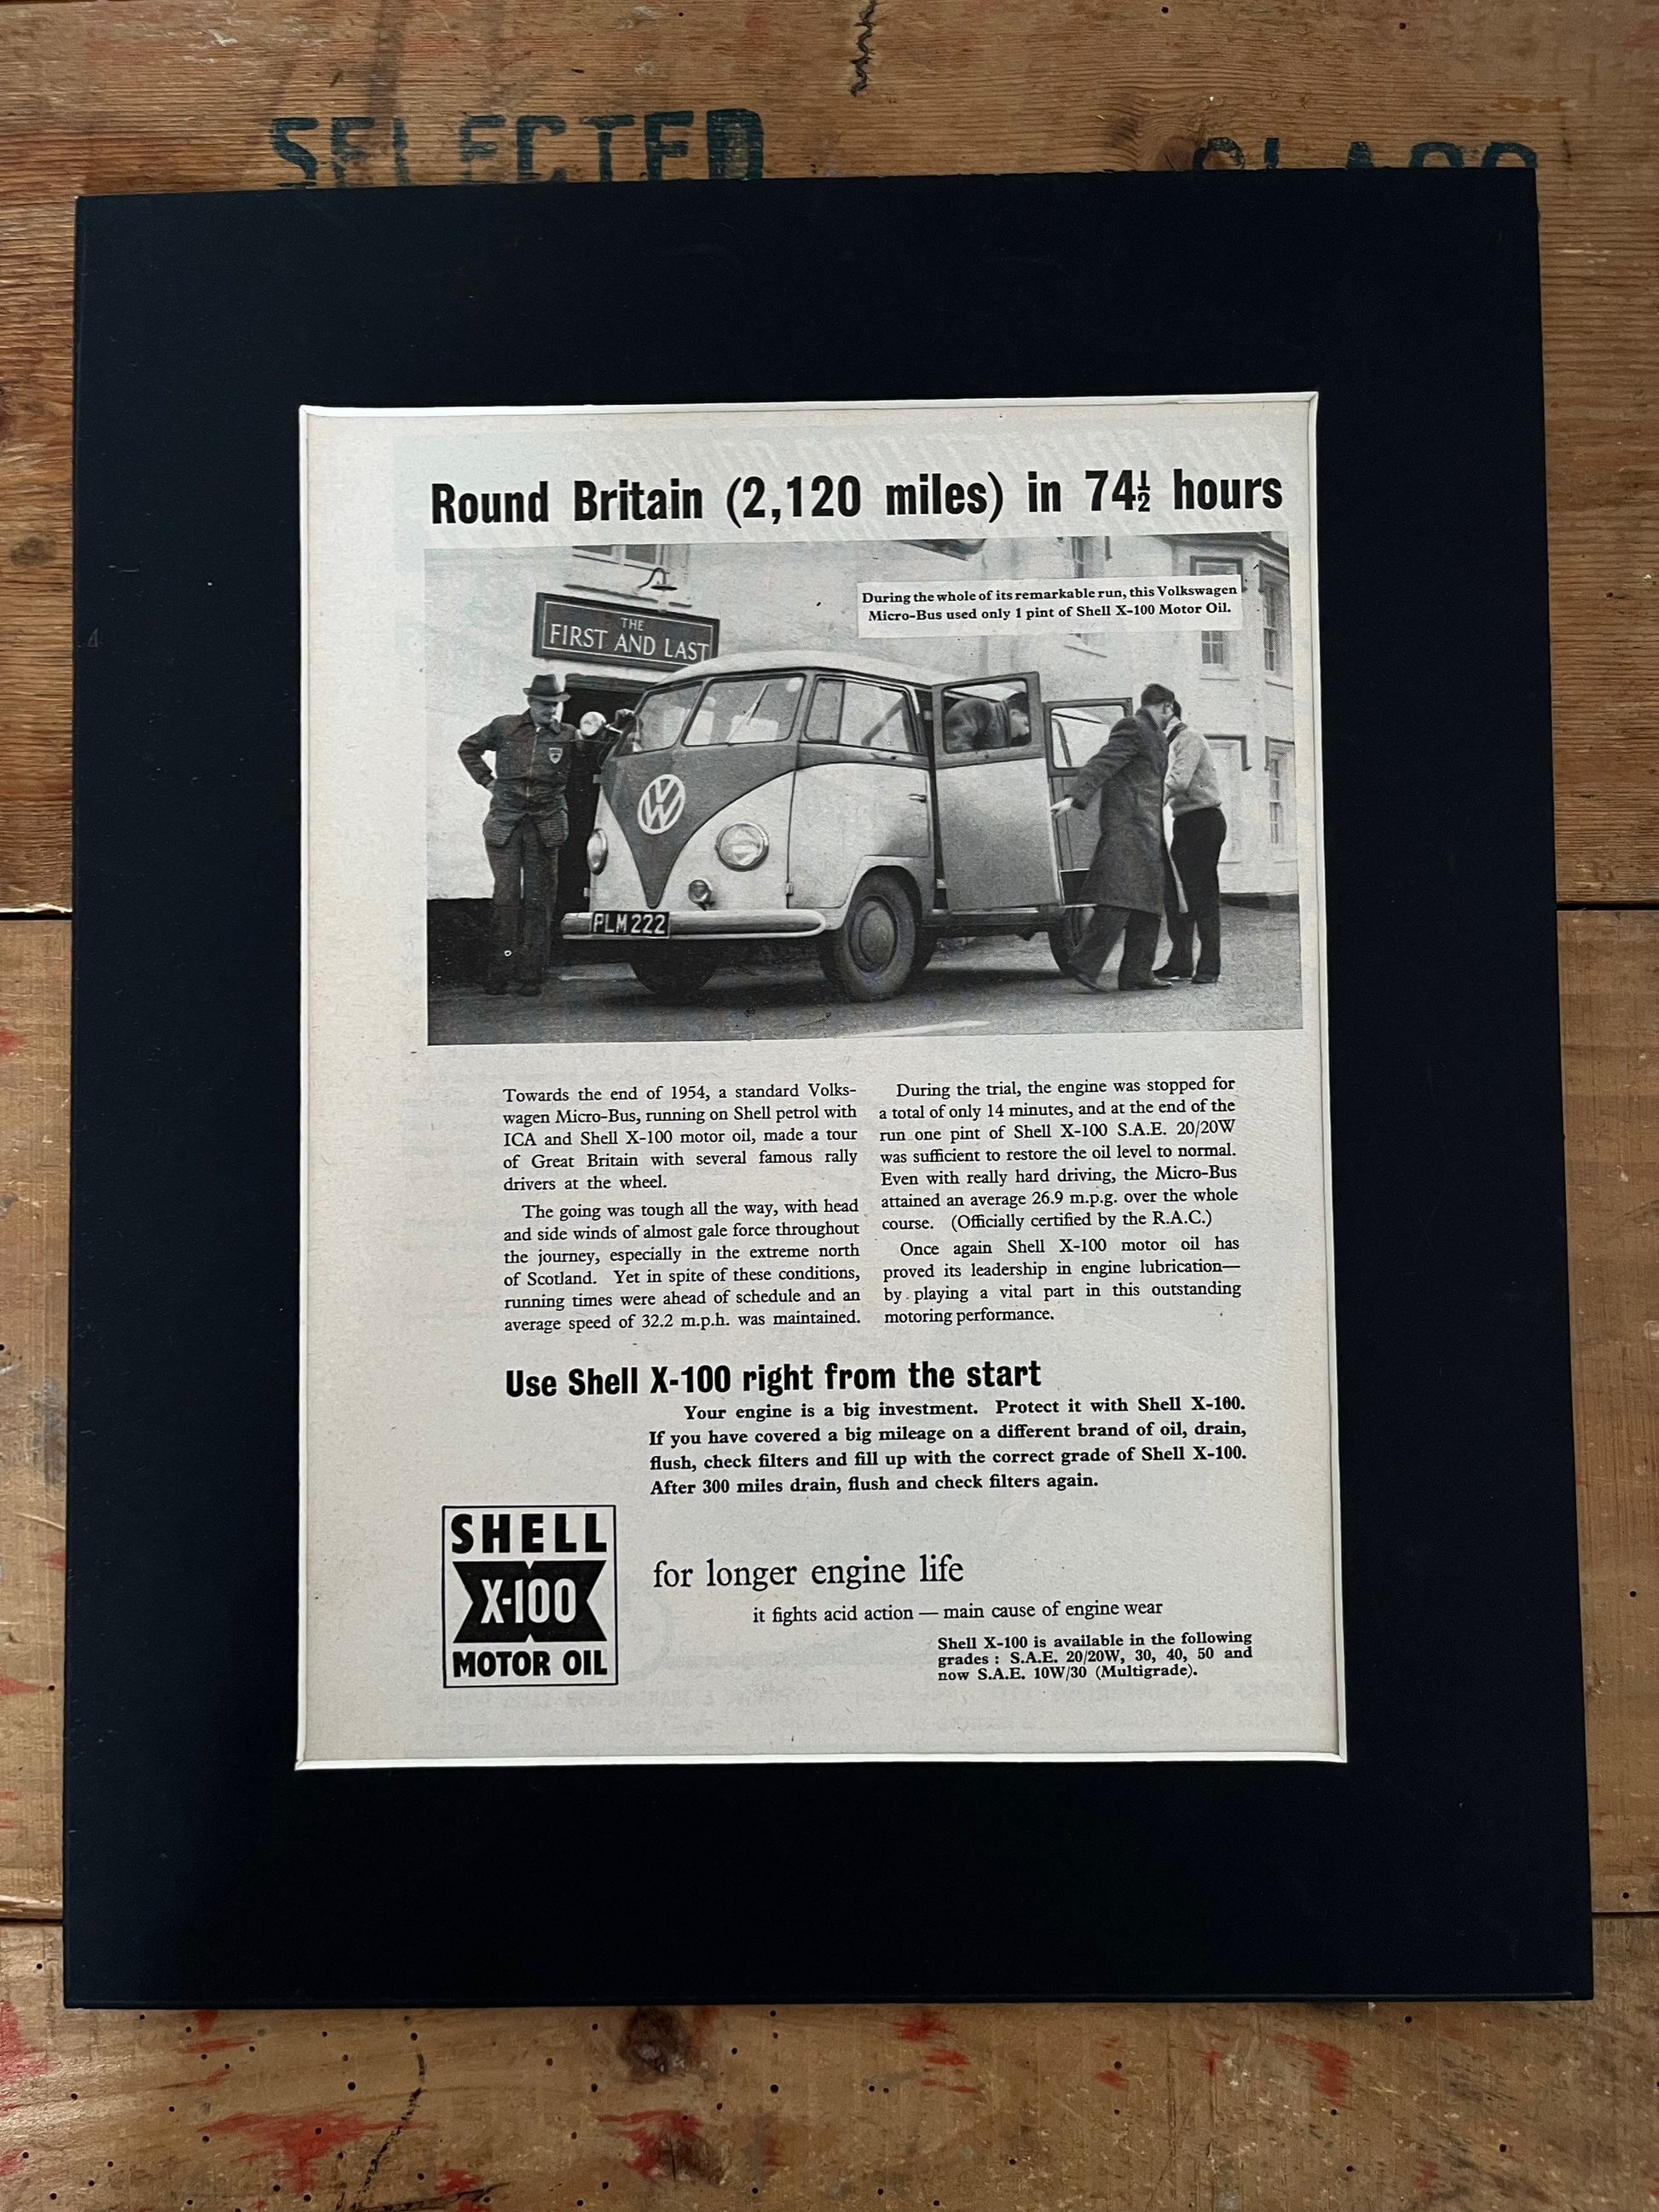 SELECTED
Round Britain (2,120 miles) in 74½ hours
During the whole of its remarkable run, this Volkswagen
Micro-Bus used only 1 pint of Shell X-100 Motor Oil.
THE
FIRST AND LAST
VW
PLM 222
Towards the end of 1954, a standard Volks-
wagen Micro-Bus, running on Shell petrol with
ICA and Shell X-100 motor oil, made a tour
of Great Britain with several famous rally
drivers at the wheel.
The going was tough all the way, with head
and side winds of almost gale force throughout
the journey, especially in the extreme north
of Scotland. Yet in spite of these conditions,
running times were ahead of schedule and an
average speed of 32.2 m.p.h. was maintained.
During the trial, the engine was stopped for
a total of only 14 minutes, and at the end of the
run one pint of Shell X-100 S.A.E. 20/20W
was sufficient to restore the oil level to normal.
Even with really hard driving, the Micro-Bus
attained an average 26.9 m.p.g. over the whole
course. (Officially certified by the R.A.C.)
Once again Shell X-100 motor oil has
proved its leadership in engine lubrication—
by playing a vital part in this outstanding
motoring performance.
Use Shell X-100 right from the start
Your engine is a big investment. Protect it with Shell X-100.
If you have covered a big mileage on a different brand of oil, drain,
flush, check filters and fill up with the correct grade of Shell X-100.
After 300 miles drain, flush and check filters again.
SHELL
X-100
MOTOR OIL
for longer engine life
it fights acid action — main cause of engine wear
Shell X-100 is available in the following
grades : S.A.E. 20/20W, 30, 40, 50 and
now S.A.E. 10W/30 (Multigrade).